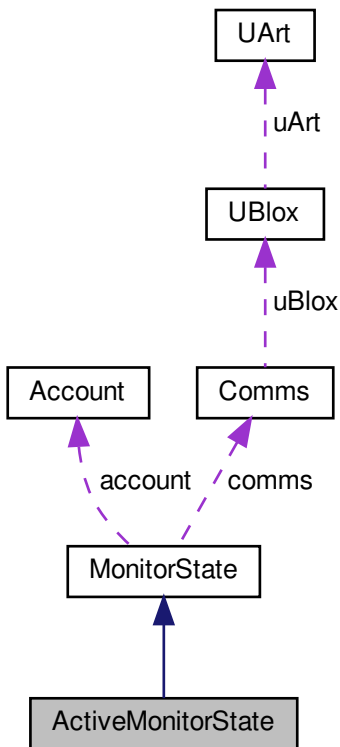 UArt
uArt
UBlox
uBlox
Account
Comms
account
comms
MonitorState
ActiveMonitorState